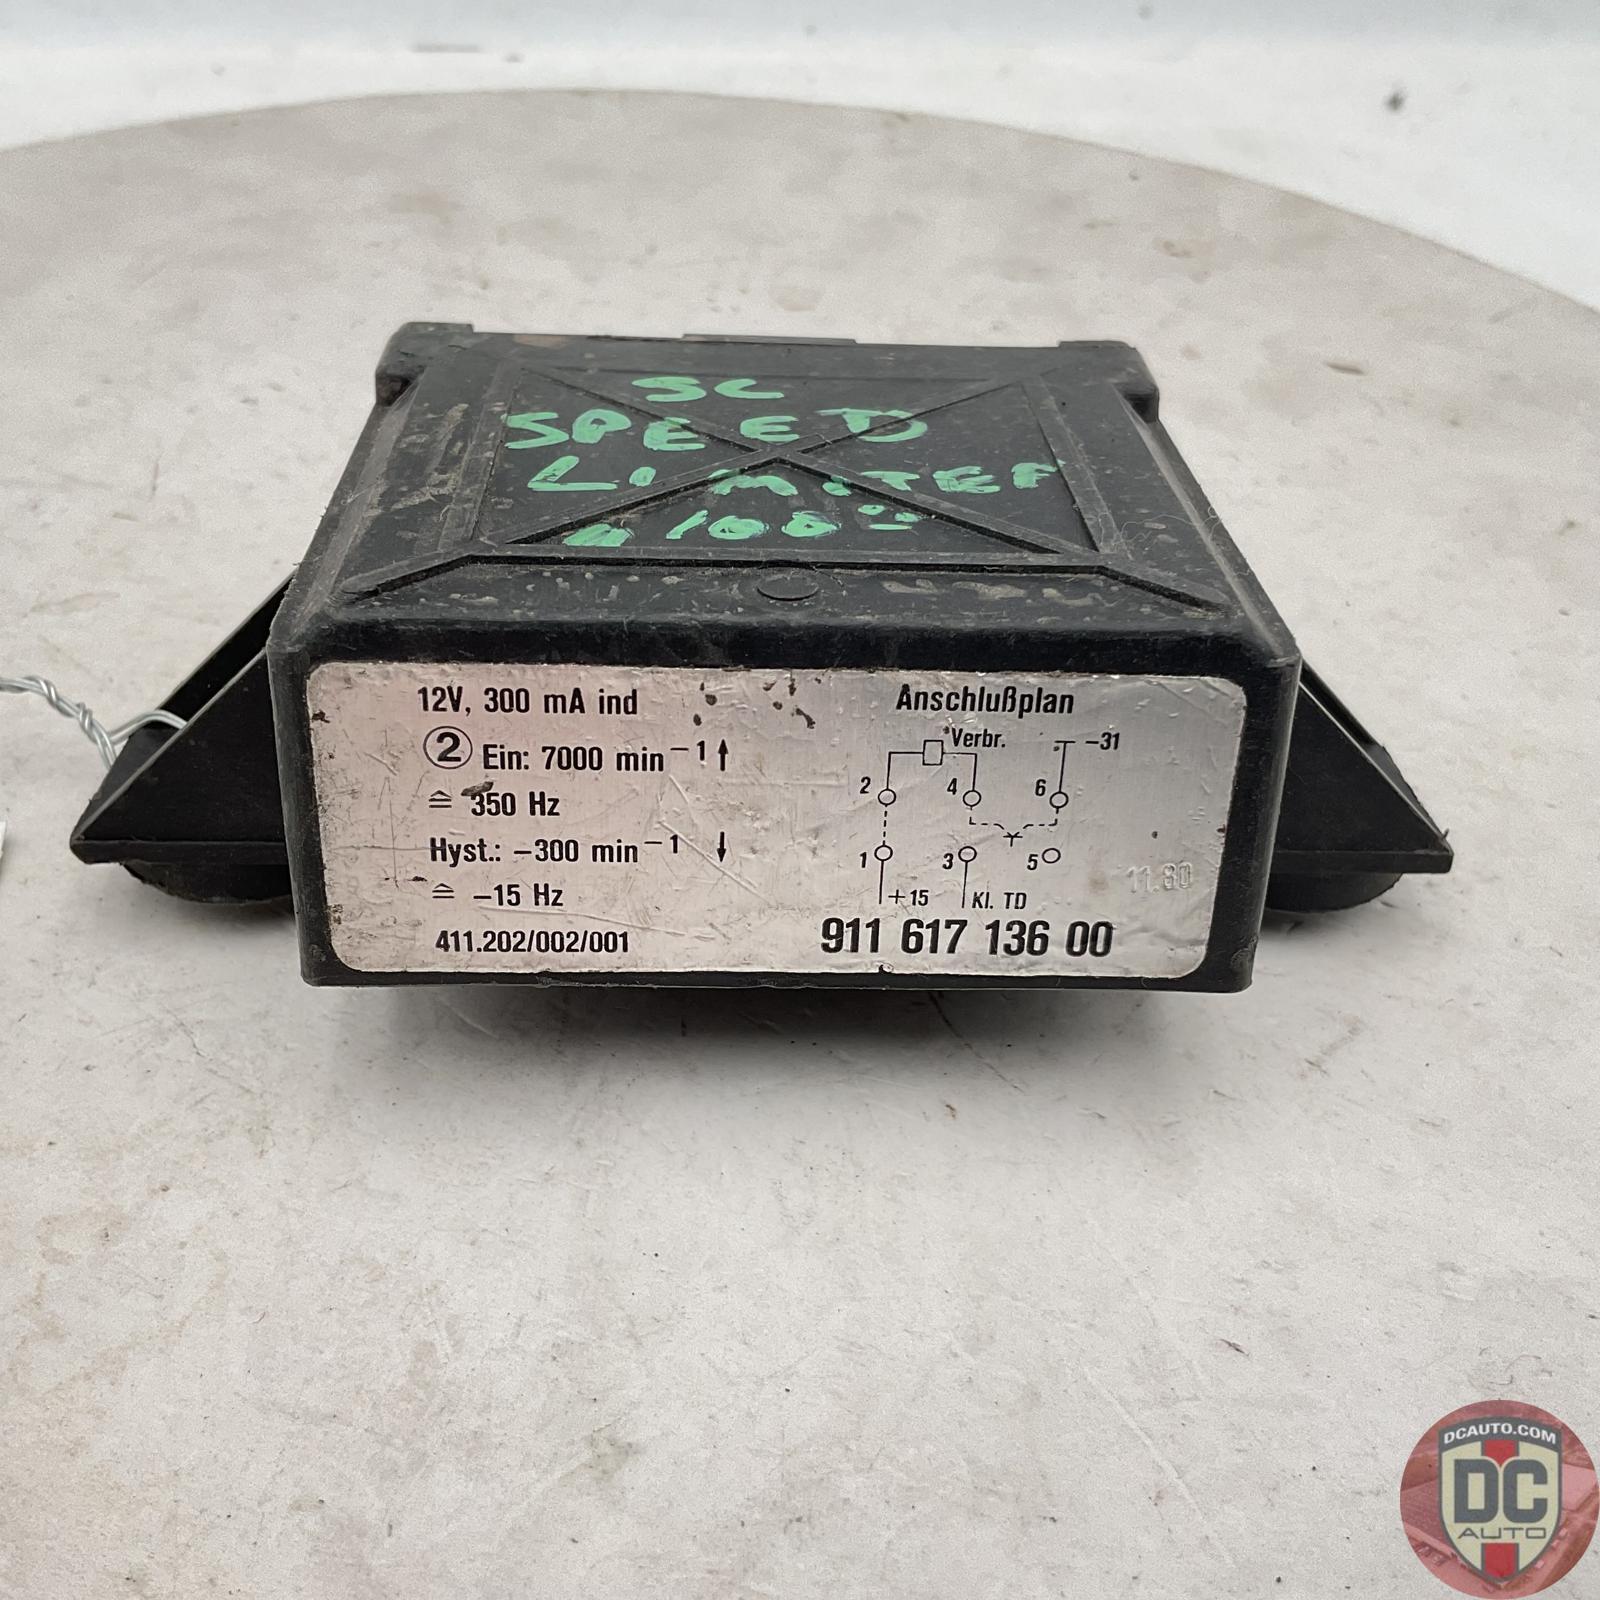 SC
SPEED
LIMITER
12V, 300 mA ind
② Ein: 7000 min⁻¹ ↑
≙ 350 Hz
Hyst.: –300 min⁻¹ ↓
≙ –15 Hz
411.202/002/001
Anschlußplan
Verbr.
–31
2 4 6
1 3 5
+15 Kl. TD
11.80
911 617 136 00
DCAUTO.COM
DC
AUTO